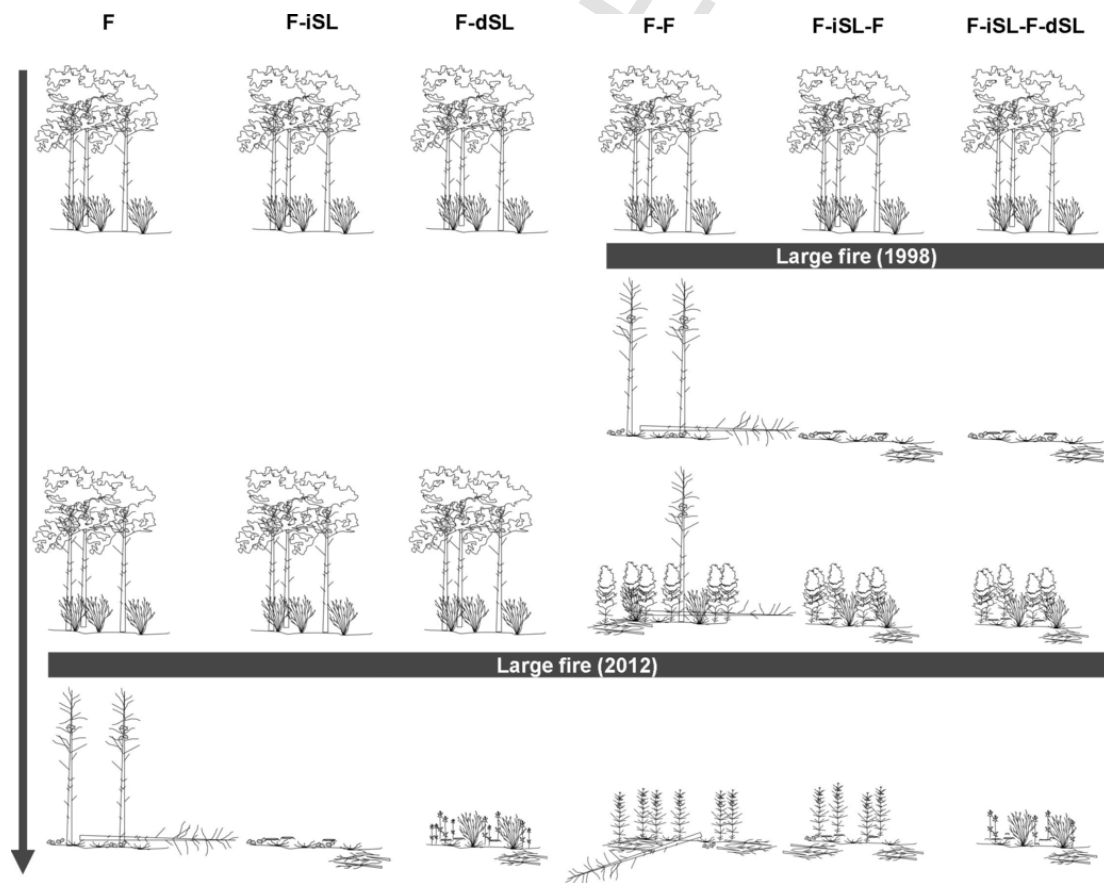 F F-iSL F-dSL F-F F-iSL-F F-iSL-F-dSL
Large fire (1998)
Large fire (2012)